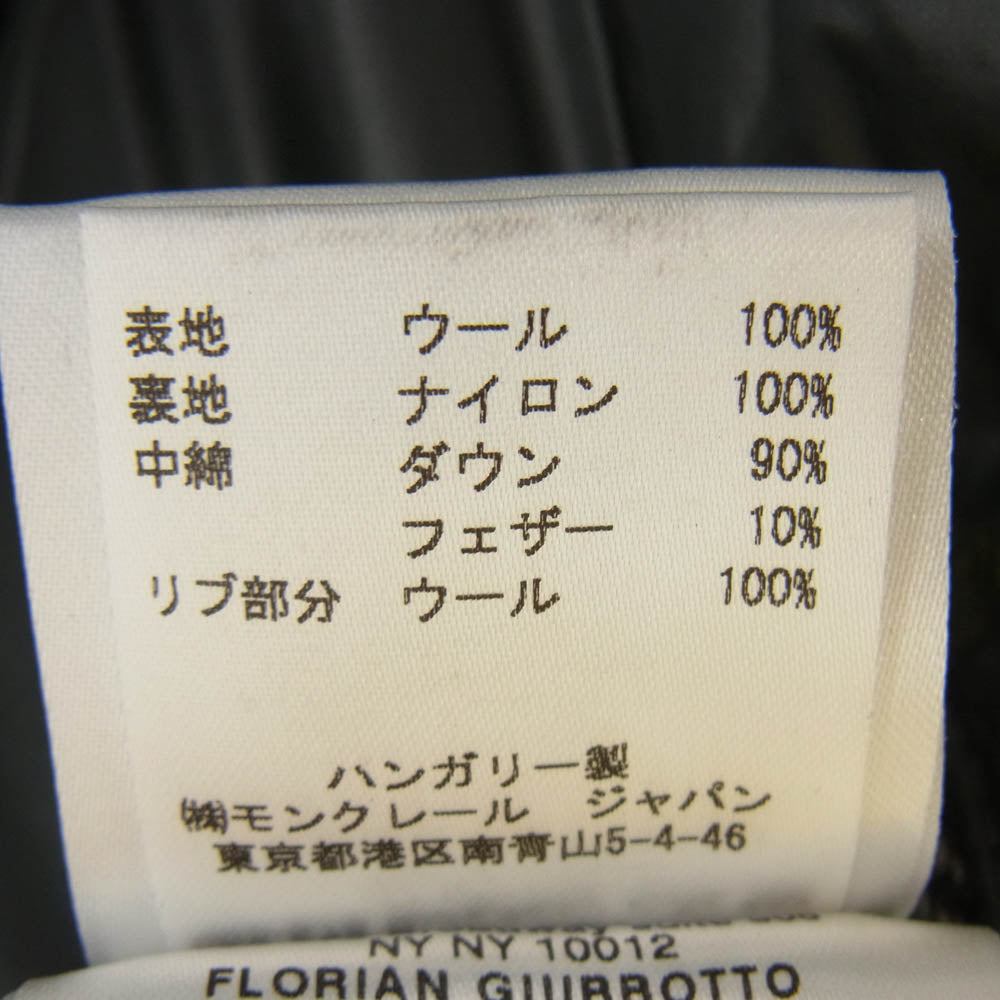 表地 ウール 100%
裏地 ナイロン 100%
中綿 ダウン 90%
フェザー 10%
リブ部分 ウール 100%
ハンガリー製
㈱モンクレール ジャパン
東京都港区南青山5-4-46
NY NY 10012
FLORIAN